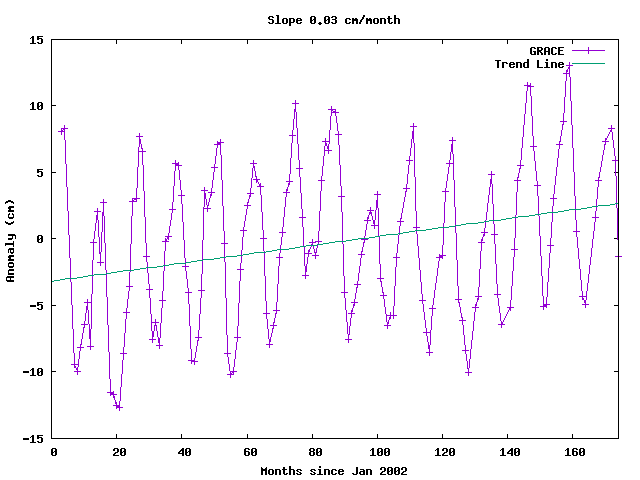 Slope 0.03 cm/month
GRACE
Trend Line
15
10
5
0
-5
-10
-15
Anomaly (cm)
0 20 40 60 80 100 120 140 160
Months since Jan 2002